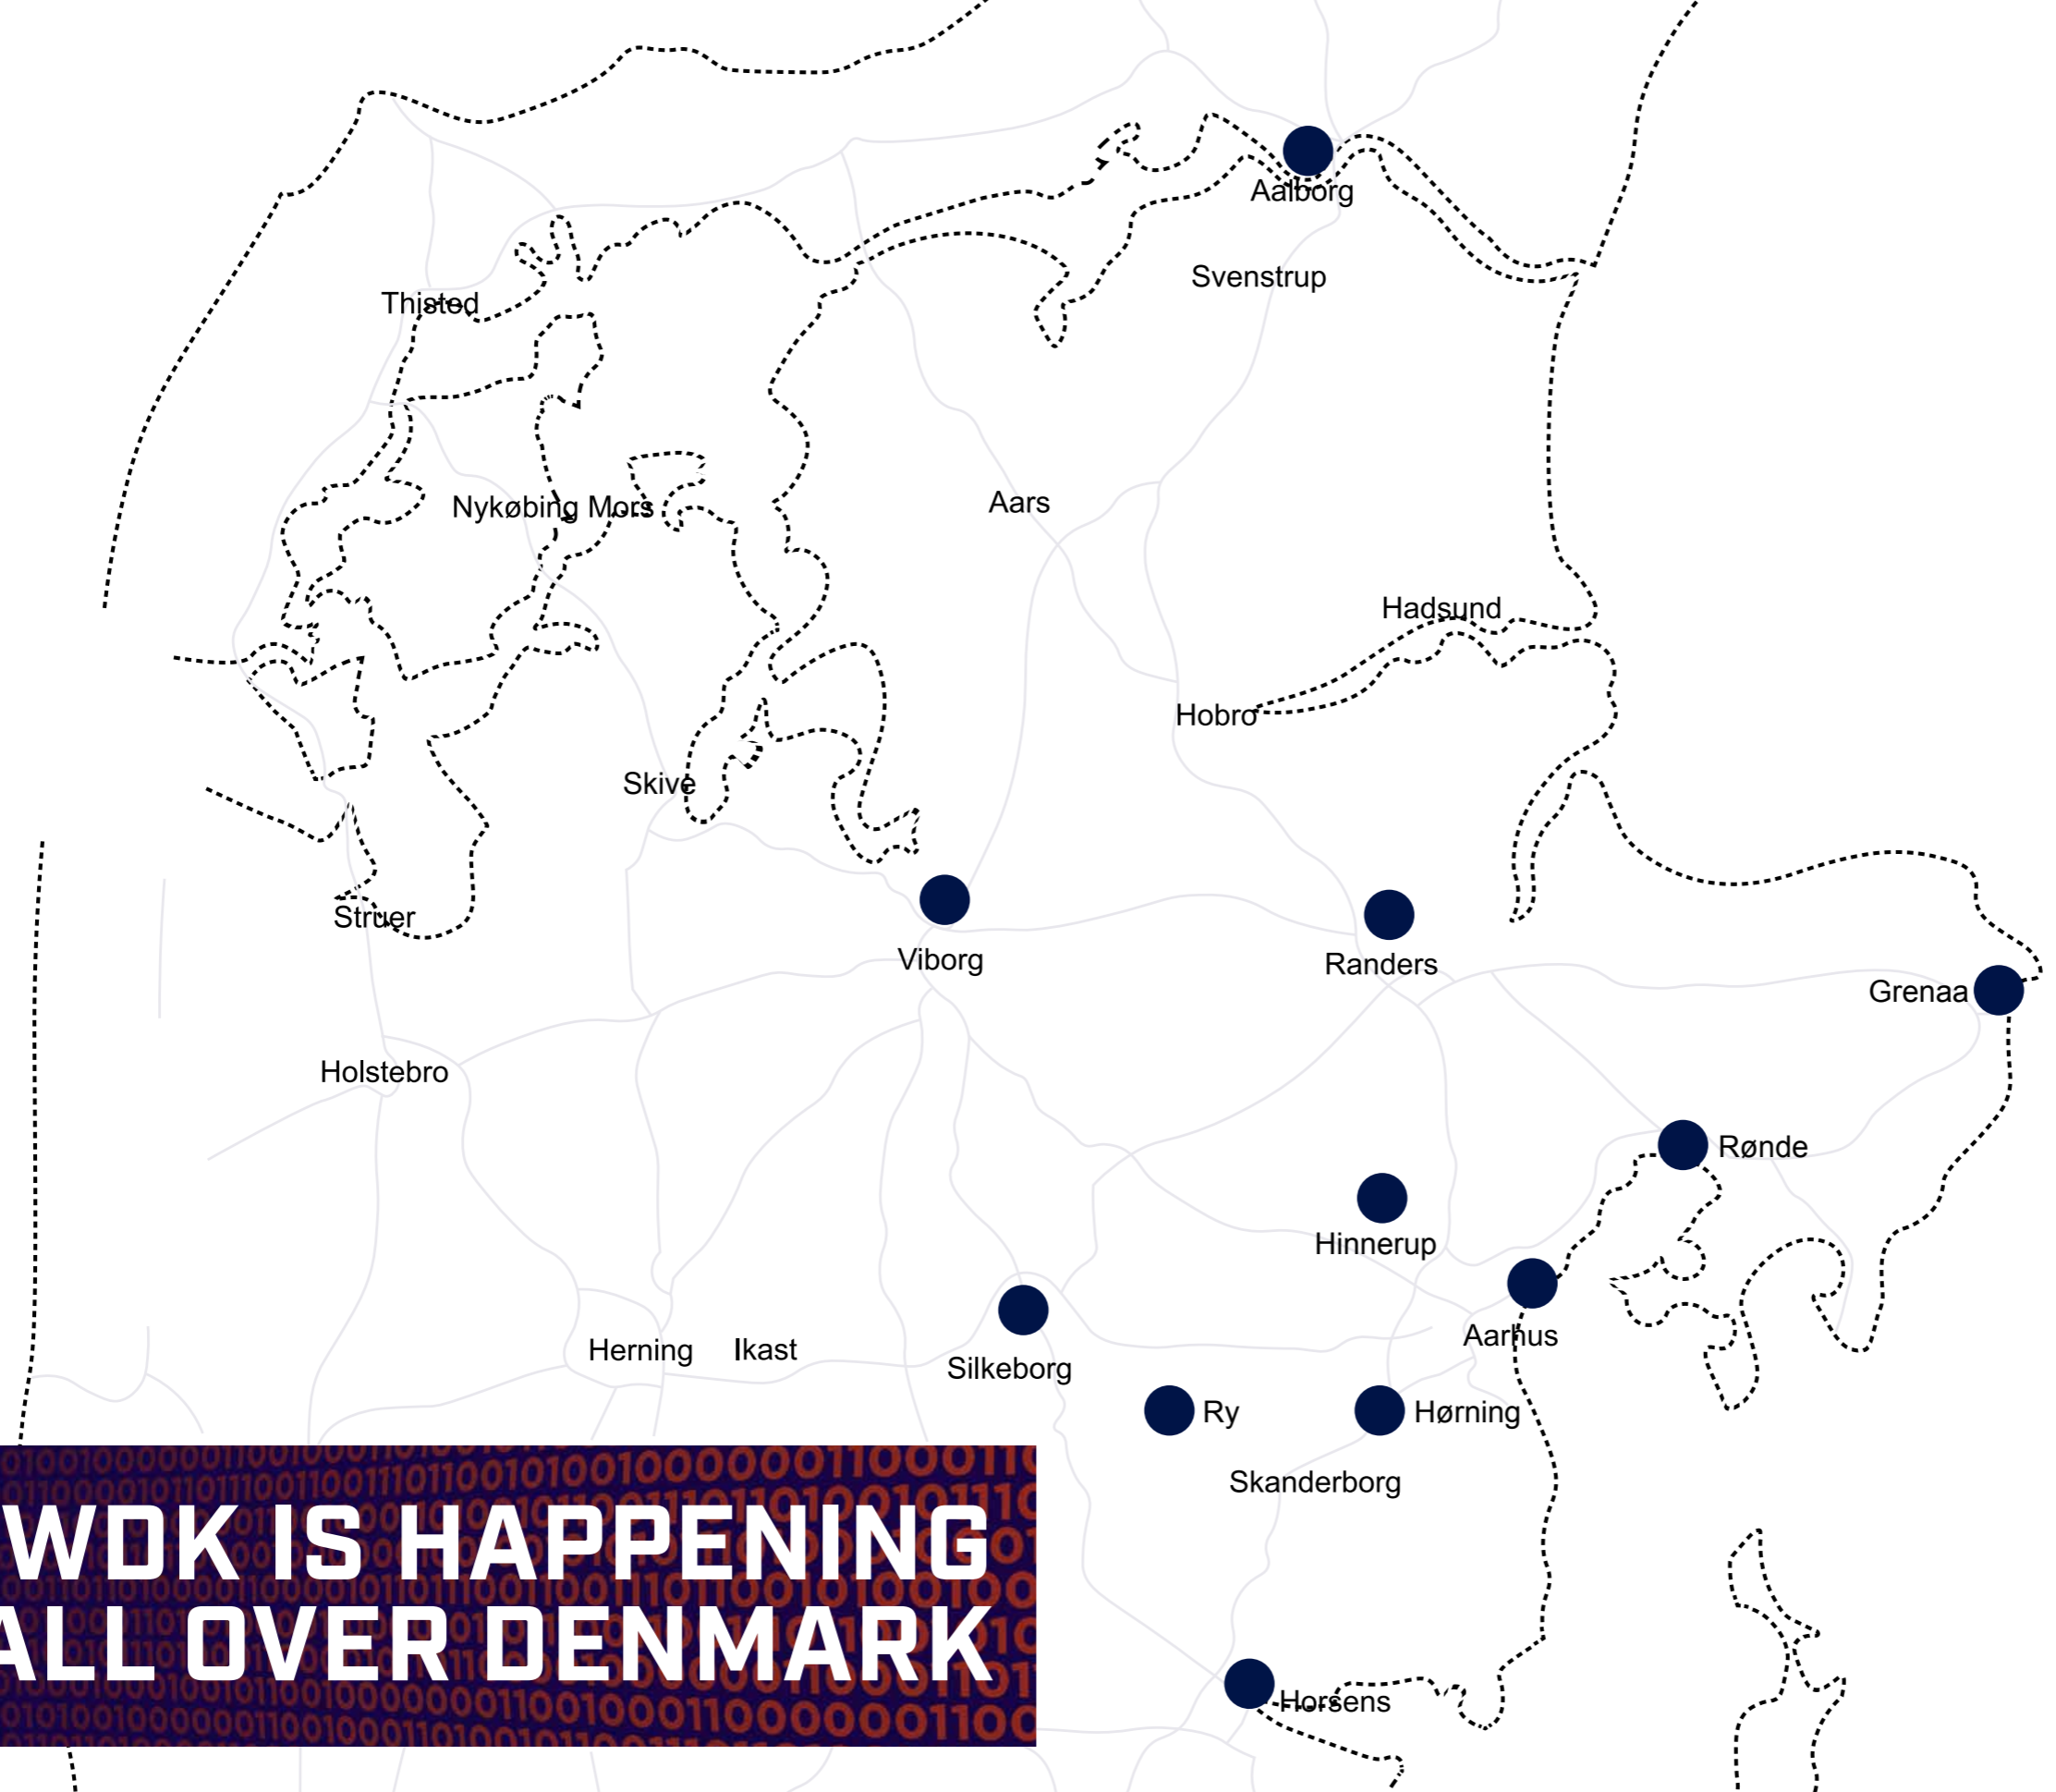 Aalborg
Svenstrup
Thisted
Aars
Nykøbing Mors
Hadsund
Hobro
Skive
Struer
Viborg
Randers
Grenaa
Holstebro
Rønde
Hinnerup
Aarhus
Herning
Ikast
Silkeborg
Ry
Hørning
Skanderborg
WDK IS HAPPENING
ALL OVER DENMARK
Horsens